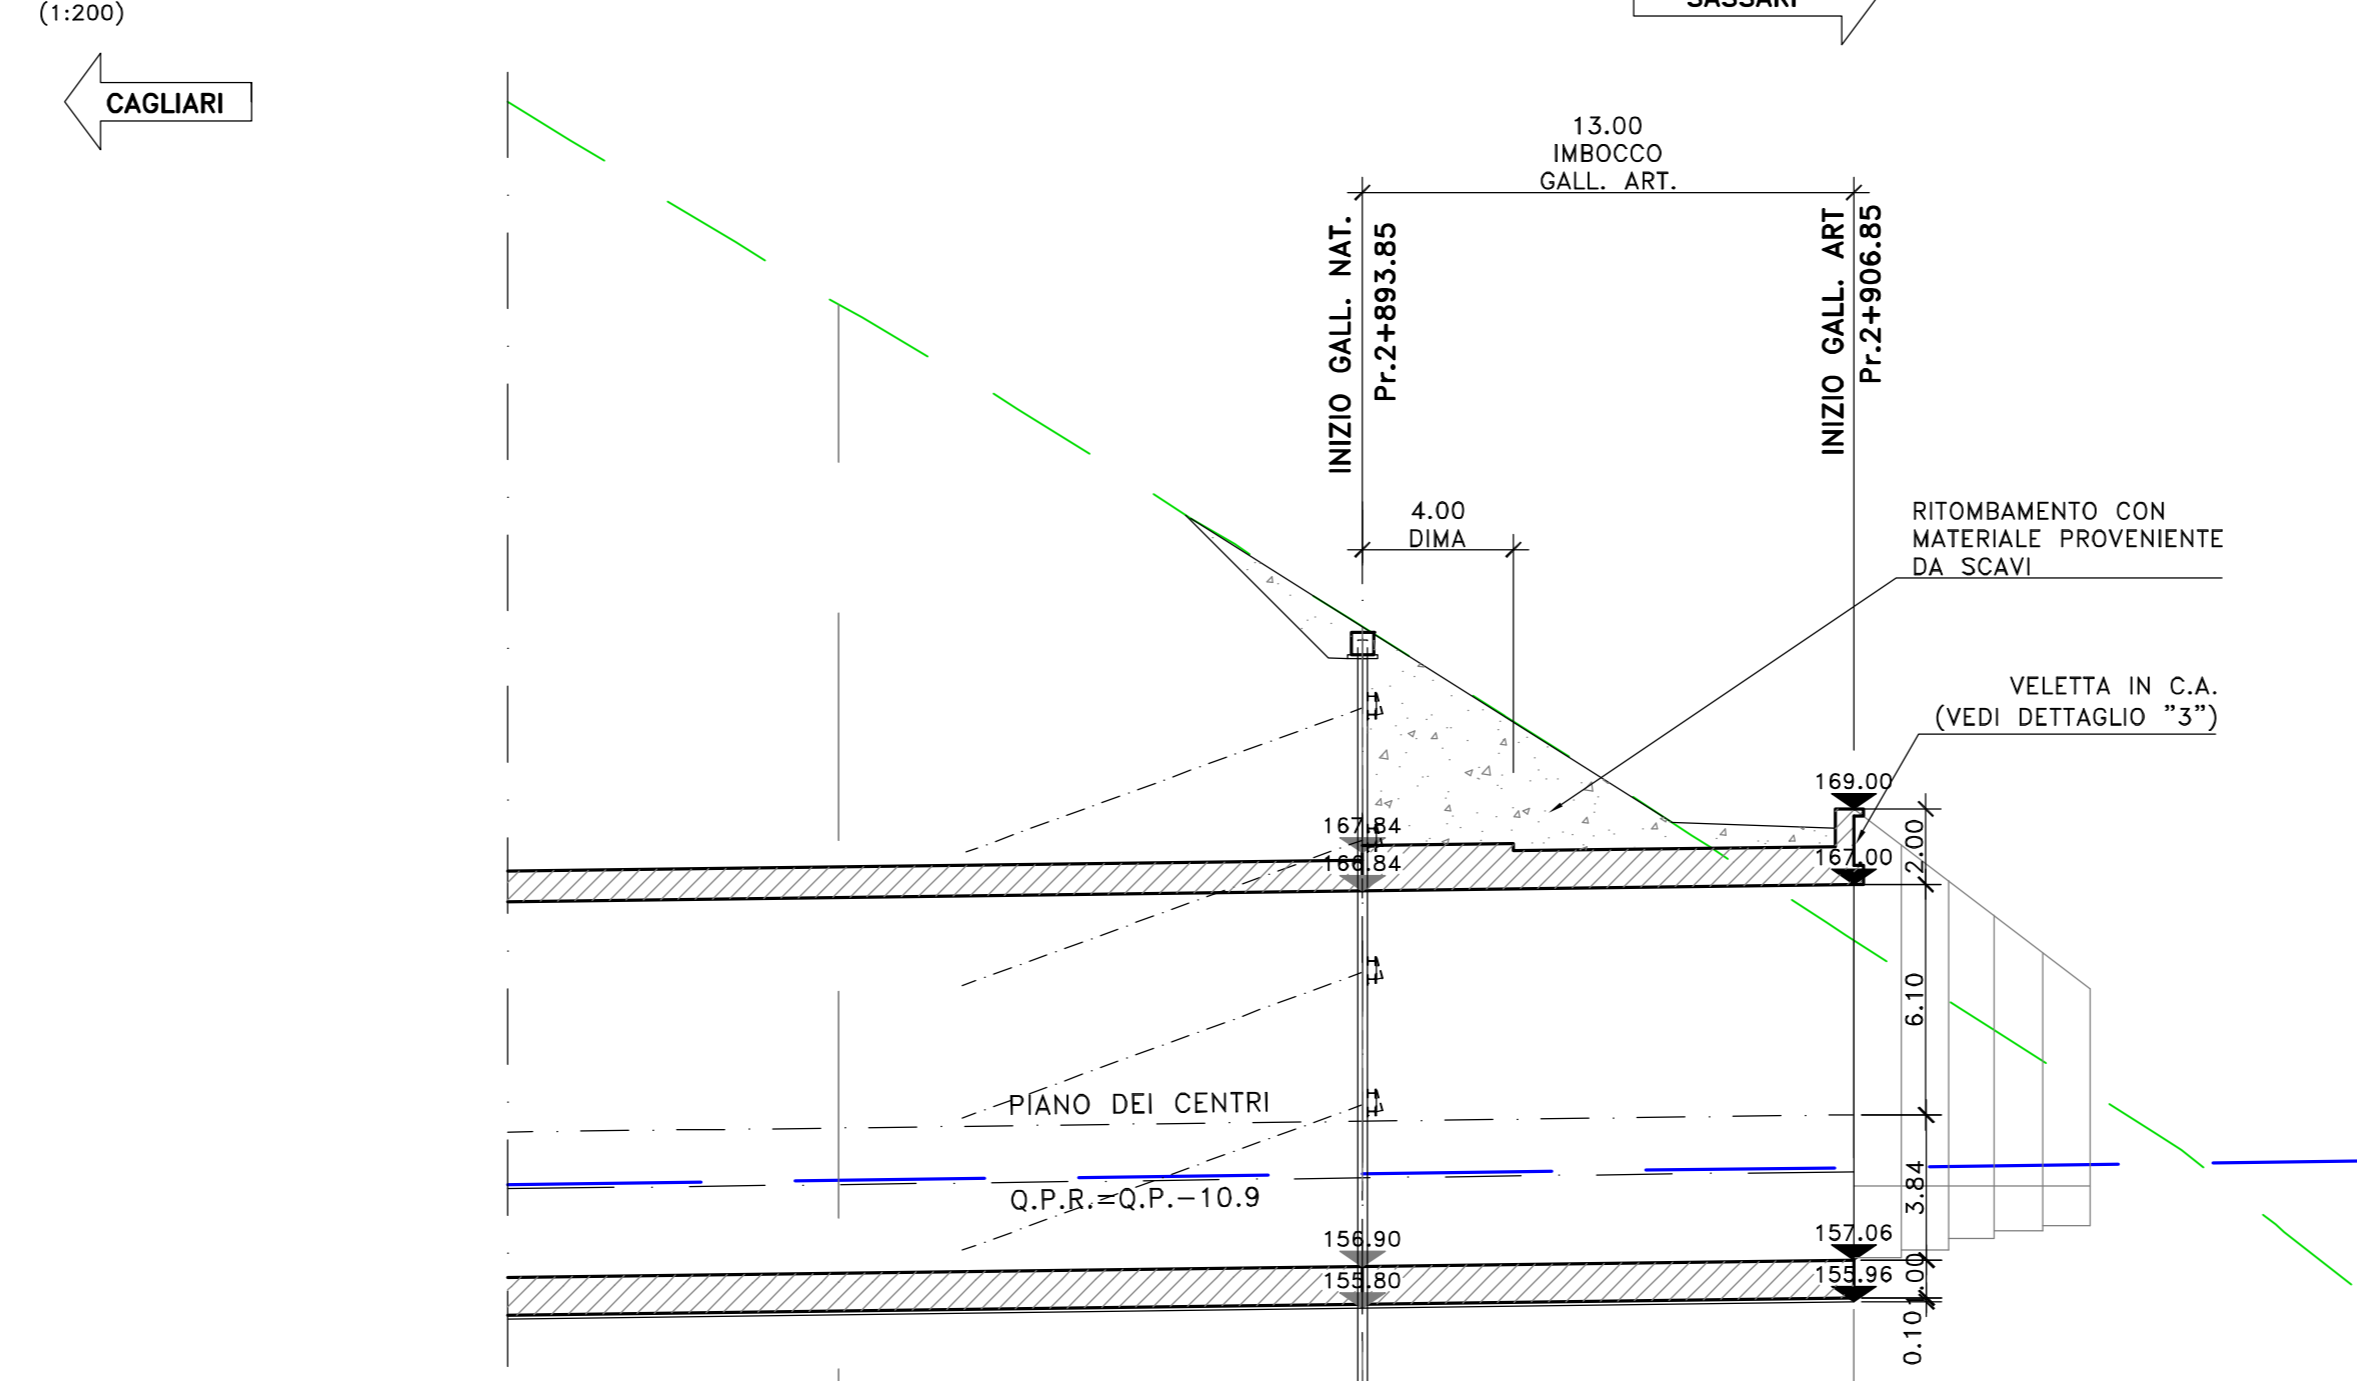 (1:200)
SASSARI
CAGLIARI
13.00
IMBOCCO
GALL. ART.
INIZIO GALL. NAT.
Pr.2+893.85
INIZIO GALL. ART
Pr.2+906.85
4.00
DIMA
RITOMBAMENTO CON
MATERIALE PROVENIENTE
DA SCAVI
VELETTA IN C.A.
(VEDI DETTAGLIO "3")
169.00
167.84
2.00
167.00
166.84
6.10
PIANO DEI CENTRI
3.84
Q.P.R.=Q.P.-10.9
156.90
157.06
155.80
155.96
1.00
0.10